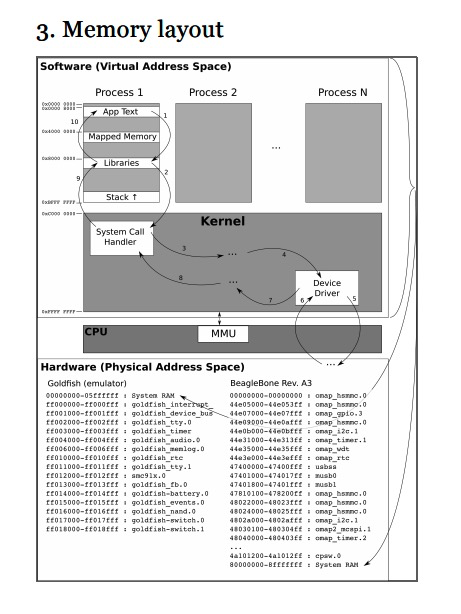 3. Memory layout
Software (Virtual Address Space)
Process 1
Process 2
Process N
0x0000 0000
0x0000 8000
App Text
1
10
0x4000 0000
Mapped Memory
...
0x8000 0000
Libraries
9
2
Stack ↑
0xBFFF FFFF
0xC000 0000
Kernel
System Call
Handler
3
...
4
8
...
Device
Driver
7
6
5
0xFFFF FFFF
CPU
MMU
...
Hardware (Physical Address Space)
Goldfish (emulator)
00000000-05ffffff : System RAM
ff000000-ff000fff : goldfish_interrupt_
ff001000-ff001fff : goldfish_device_bus
ff002000-ff002fff : goldfish_tty.0
ff003000-ff003fff : goldfish_timer
ff004000-ff004fff : goldfish_audio.0
ff006000-ff006fff : goldfish_memlog.0
ff010000-ff010fff : goldfish_rtc
ff011000-ff011fff : goldfish_tty.1
ff012000-ff012fff : smc91x.0
ff013000-ff013fff : goldfish_fb.0
ff014000-ff014fff : goldfish-battery.0
ff015000-ff015fff : goldfish_events.0
ff016000-ff016fff : goldfish_nand.0
ff017000-ff017fff : goldfish-switch.0
ff018000-ff018fff : goldfish-switch.1
BeagleBone Rev. A3
00000000-00000000 : omap_hsmmc.0
44e05000-44e053ff : omap_hsmmc.0
44e07000-44e07fff : omap_gpio.3
44e09000-44e0afff : omap_hsmmc.0
44e0b000-44e0bfff : omap_i2c.1
44e31000-44e313ff : omap_timer.1
44e35000-44e35fff : omap_wdt
44e3e000-44e3efff : omap_rtc
47400000-47400fff : usbss
47401000-474017ff : musb0
47401800-47401fff : musb1
47810100-478200ff : omap_hsmmc.0
48022000-48023fff : omap_hsmmc.0
48024000-48025fff : omap_hsmmc.0
4802a000-4802afff : omap_i2c.1
48030100-480304ff : omap2_mcspi.1
48040000-480403ff : omap_timer.2
...
4a101200-4a1012ff : cpsw.0
80000000-8fffffff : System RAM